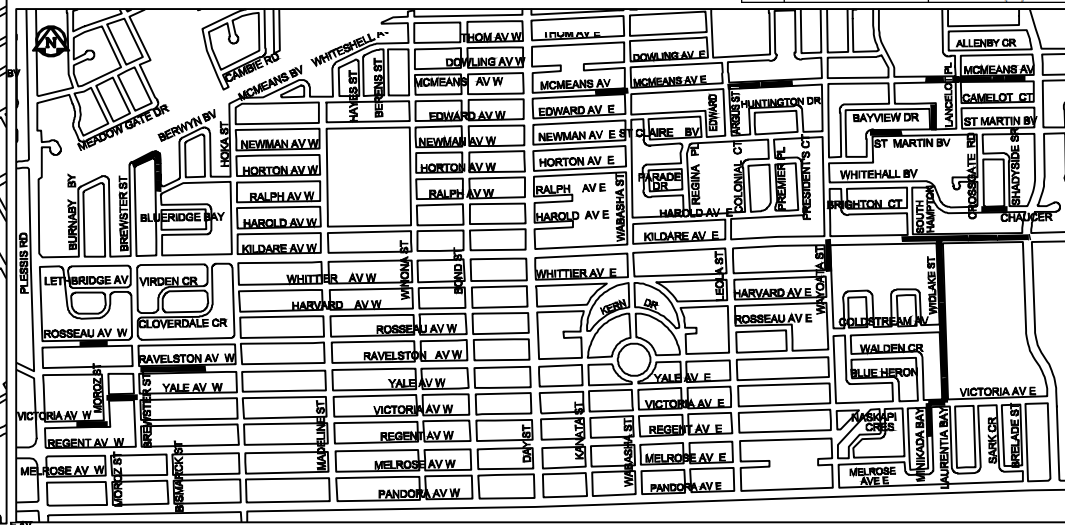 N
THOM AV W
THOM AV E
WHITESHELL AV
ALLENBY CR
DOWLING AV W
DOWLING AV E
CAMBIE RD
MCMEANS BV
MCMEANS AV W
MCMEANS AV
MCMEANS AV E
MCMEANS AV
HAYES ST
BERENS ST
LANCELOT PL
CAMELOT CT
ARGUS ST
HUNTINGTON DR
MEADOW GATE DR
BERWYN BV
EDWARD AV W
EDWARD AV E
EDWARD
BAYVIEW DR
ST MARTIN BV
HOKA ST
NEWMAN AV W
NEWMAN AV W
NEWMAN AV E
ST CLAIRE BV
ST MARTIN BV
HORTON AV W
HORTON AV W
HORTON AV E
REGINA PL
COLONIAL CT
PREMIER PL
PRESIDENT'S CT
WHITEHALL BV
CROSSGATE RD
SHADYSIDE SR
PARADE
DR
RALPH AV W
RALPH AV W
RALPH AV E
WABASHA ST
BURNABY BY
BREWSTER ST
BLUERIDGE BAY
HAROLD AV W
HAROLD AV E
HAROLD AV E
BRIGHTON CT
SOUTH
HAMPTON
CHAUCER
KILDARE AV W
KILDARE AV E
PLESSIS RD
WINONA ST
BOND ST
LEOLA ST
WAYOATA ST
WIDLAKE ST
LETHBRIDGE AV
VIRDEN CR
WHITTIER AV W
WHITTIER AV E
HARVARD AV W
HARVARD AV E
KERN DR
CLOVERDALE CR
ROSSEAU AV W
ROSSEAU AV W
ROSSEAU AV E
COLDSTREAM AV
RAVELSTON AV W
RAVELSTON AV W
WALDEN CR
BLUE HERON
MOROZ ST
BREWSTER ST
YALE AV W
YALE AV W
YALE AV E
VICTORIA AV E
VICTORIA AV W
VICTORIA AV W
VICTORIA AV E
MADELINE ST
DAY ST
KANATA ST
WABASHA ST
NASKAPI
CRES
MINIKADA BAY
LAURENTIA BAY
SARK CR
BRELADE ST
REGENT AV W
REGENT AV W
REGENT AV E
MELROSE AV W
MOROZ ST
BISMARCK ST
MELROSE AV W
MELROSE AV E
MELROSE
AV E
PANDORA AV W
PANDORA AV E